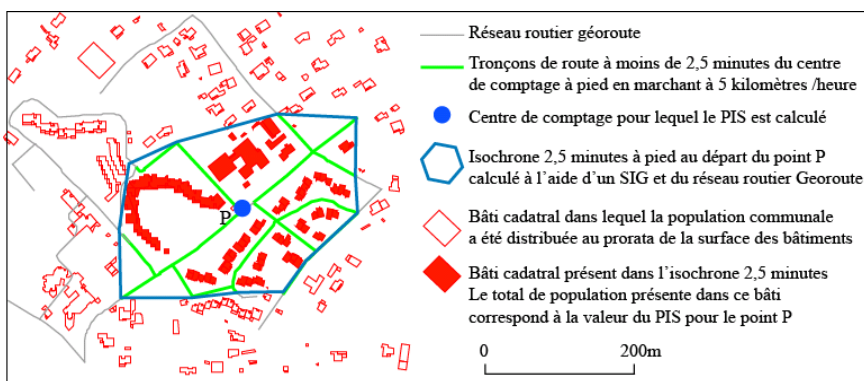 Réseau routier géoroute
Tronçons de route à moins de 2,5 minutes du centre
de comptage à pied en marchant à 5 kilomètres /heure
Centre de comptage pour lequel le PIS est calculé
Isochrone 2,5 minutes à pied au départ du point P
calculé à l'aide d'un SIG et du réseau routier Georoute
P
Bâti cadatral dans lequel la population communale
a été distribuée au prorata de la surface des bâtiments
Bâti cadatral présent dans l'isochrone 2,5 minutes
Le total de population présente dans ce bâti
correspond à la valeur du PIS pour le point P
0 200m